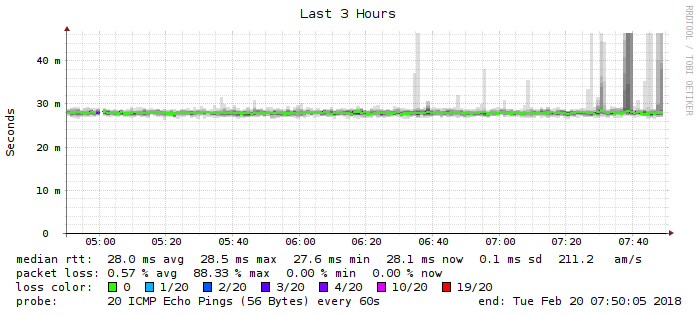 Last 3 Hours
RRDTOOL / TOBI OETIKER
Seconds
40 m
30 m
20 m
10 m
0
05:00 05:20 05:40 06:00 06:20 06:40 07:00 07:20 07:40
median rtt: 28.0 ms avg 28.5 ms max 27.6 ms min 28.1 ms now 0.1 ms sd 211.2 am/s
packet loss: 0.57 % avg 88.33 % max 0.00 % min 0.00 % now
loss color: 0 1/20 2/20 3/20 4/20 10/20 19/20
probe: 20 ICMP Echo Pings (56 Bytes) every 60s end: Tue Feb 20 07:50:05 2018